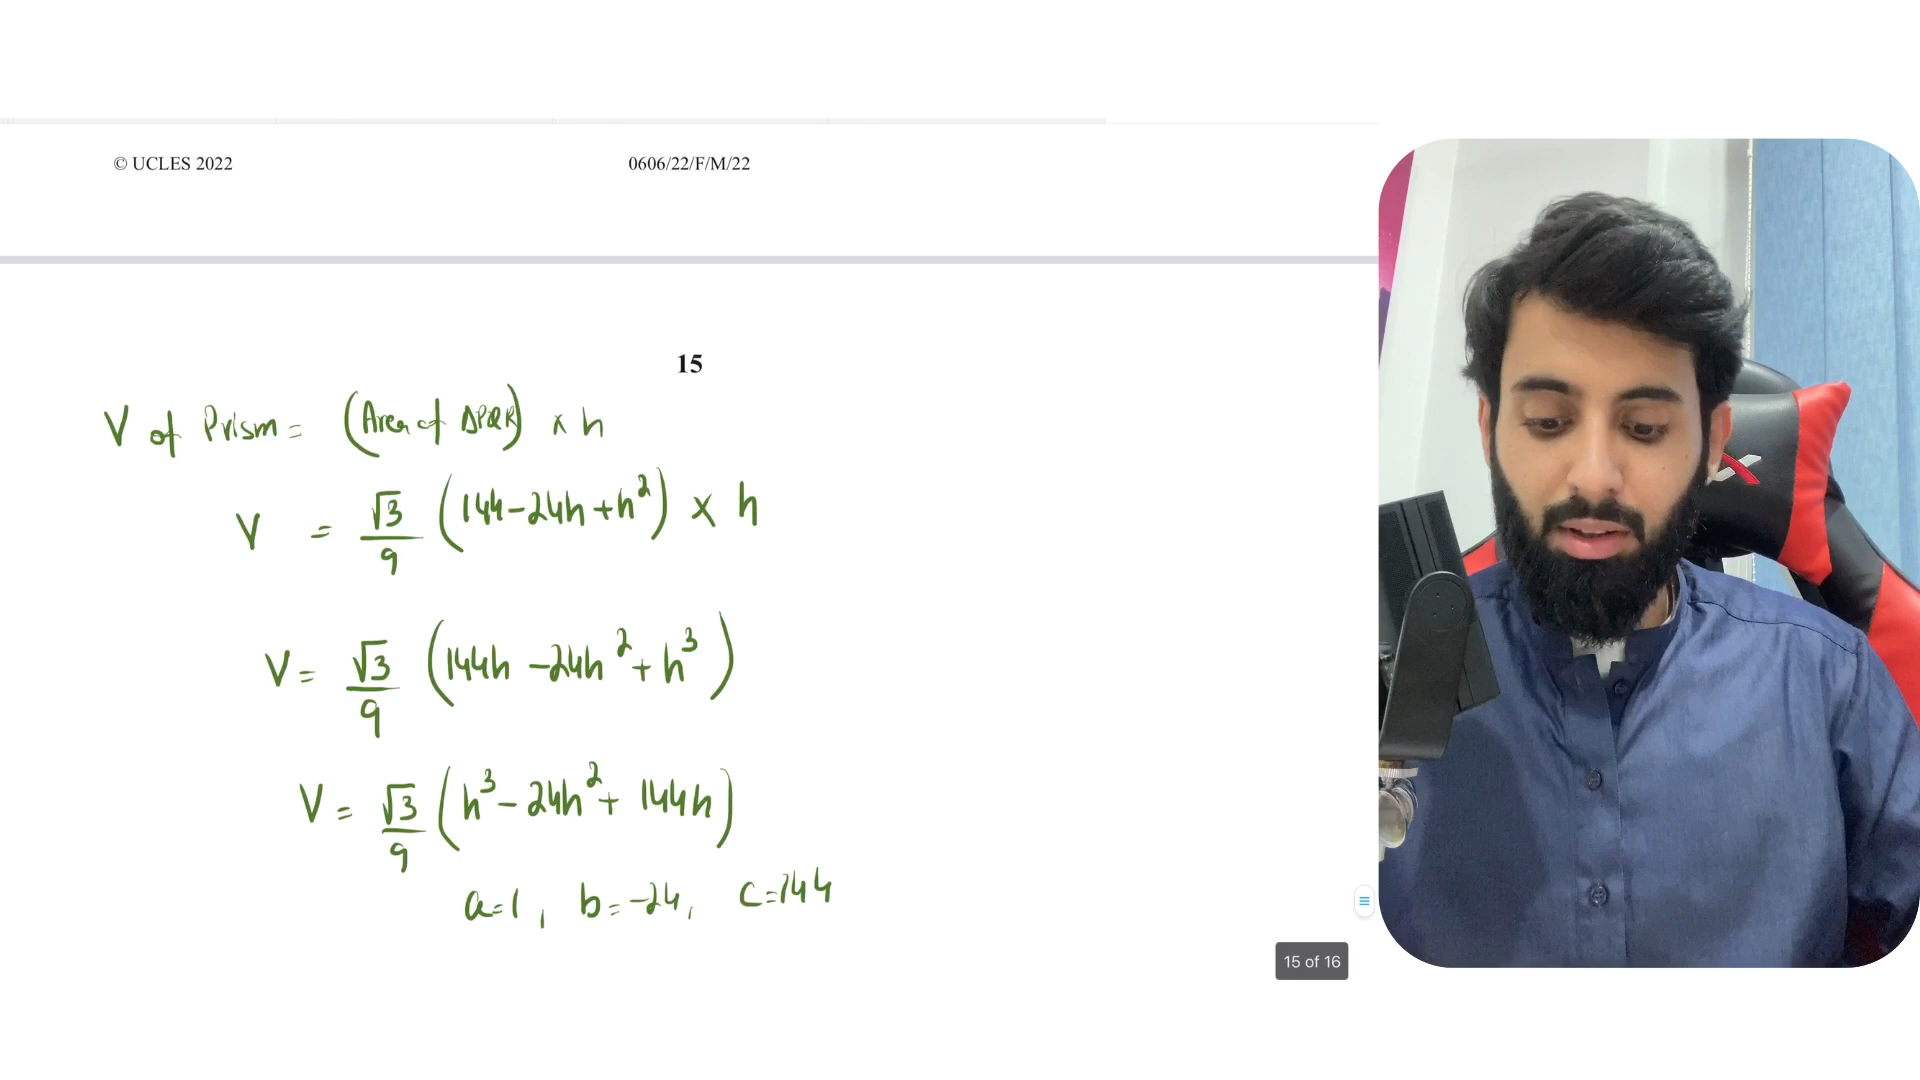 © UCLES 2022 0606/22/F/M/22
15
V of Prism = (Area of ΔPQR) × h
V = √3/9 (144-24h+h²) × h
V = √3/9 (144h -24h² + h³)
V = √3/9 (h³ - 24h² + 144h)
a=1, b=-24, c=144
15 of 16